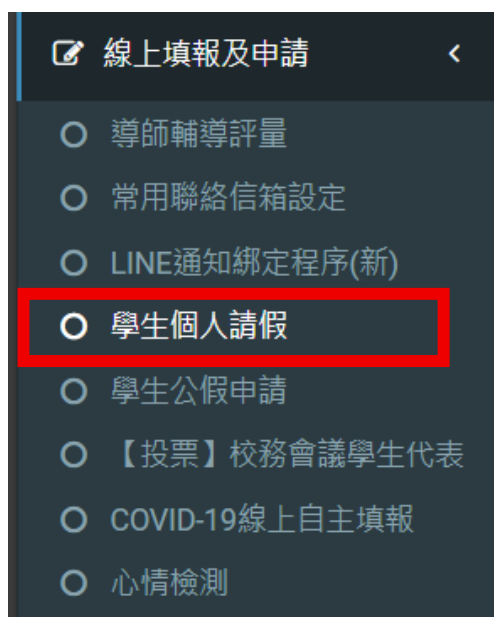 線上填報及申請
導師輔導評量
常用聯絡信箱設定
LINE通知綁定程序(新)
學生個人請假
學生公假申請
【投票】校務會議學生代表
COVID-19線上自主填報
心情檢測